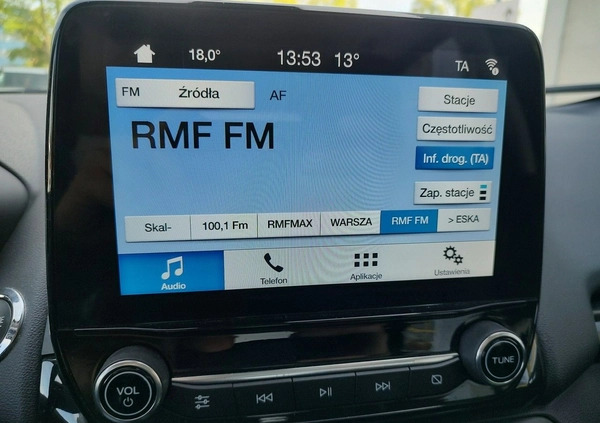 18,0° 13:53 13° TA
FM Źródła AF Stacje
RMF FM Częstotliwość
Inf. drog. (TA)
Zap. stacje
Skal- 100,1 Fm RMFMAX WARSZA RMF FM > ESKA
Audio Telefon Aplikacje Ustawienia
VOL TUNE